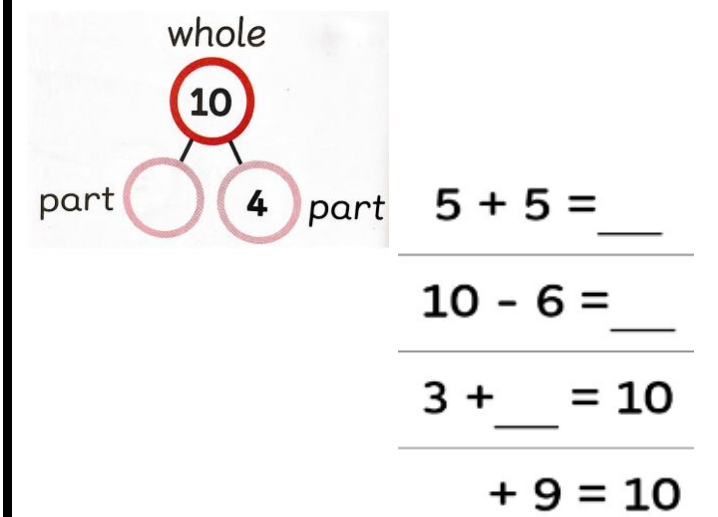 whole
10
part
4 part
5 + 5 =___
10 - 6 =___
3 +___ = 10
+ 9 = 10